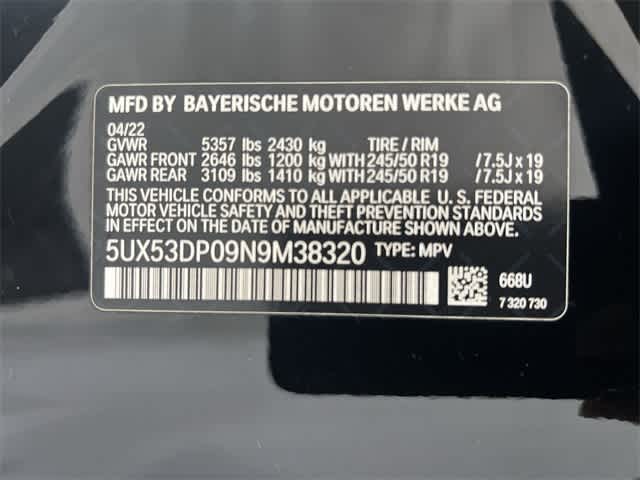 MFD BY BAYERISCHE MOTOREN WERKE AG
04/22
GVWR 5357 lbs 2430 kg TIRE / RIM
GAWR FRONT 2646 lbs 1200 kg WITH 245/50 R19 / 7.5J x 19
GAWR REAR 3109 lbs 1410 kg WITH 245/50 R19 / 7.5J x 19
THIS VEHICLE CONFORMS TO ALL APPLICABLE U. S. FEDERAL
MOTOR VEHICLE SAFETY AND THEFT PREVENTION STANDARDS
IN EFFECT ON THE DATE OF MANUFACTURE SHOWN ABOVE.
5UX53DP09N9M38320 TYPE: MPV
668U
7 320 730